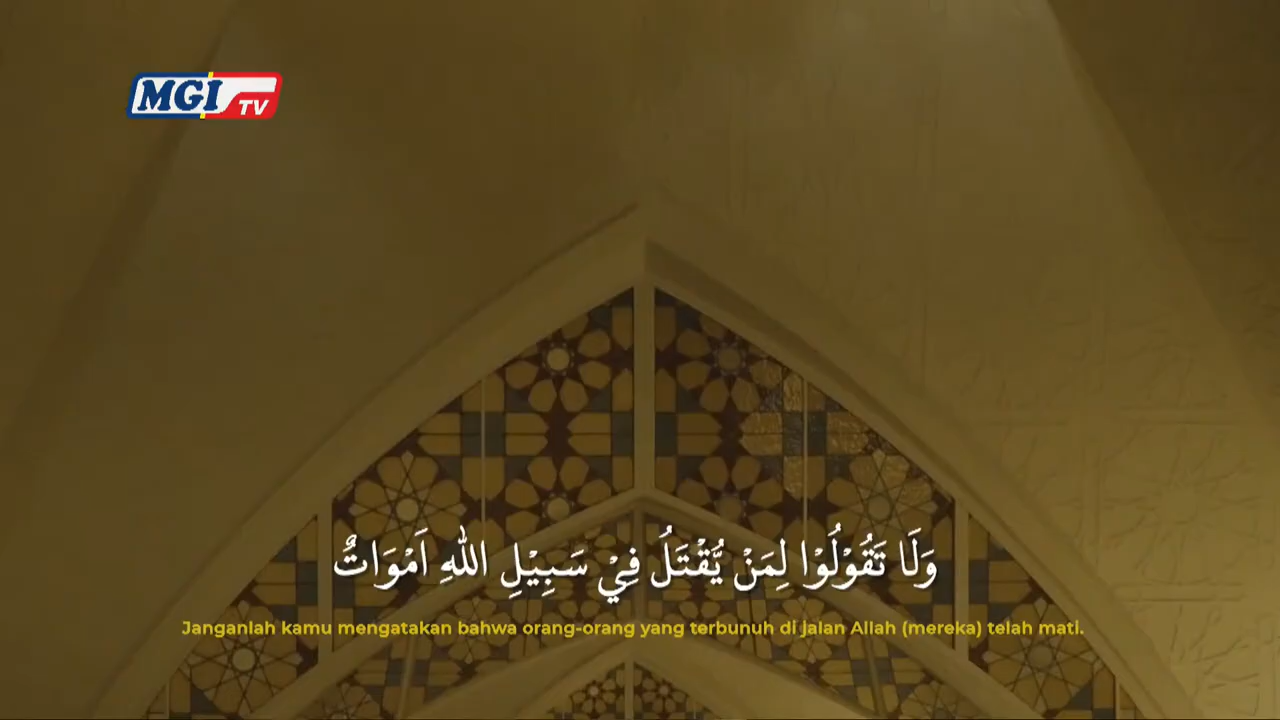 MGI TV
وَلَا تَقُوْلُوْا لِمَنْ يُّقْتَلُ فِيْ سَبِيْلِ اللّٰهِ اَمْوَاتٌ
Janganlah kamu mengatakan bahwa orang-orang yang terbunuh di jalan Allah (mereka) telah mati.